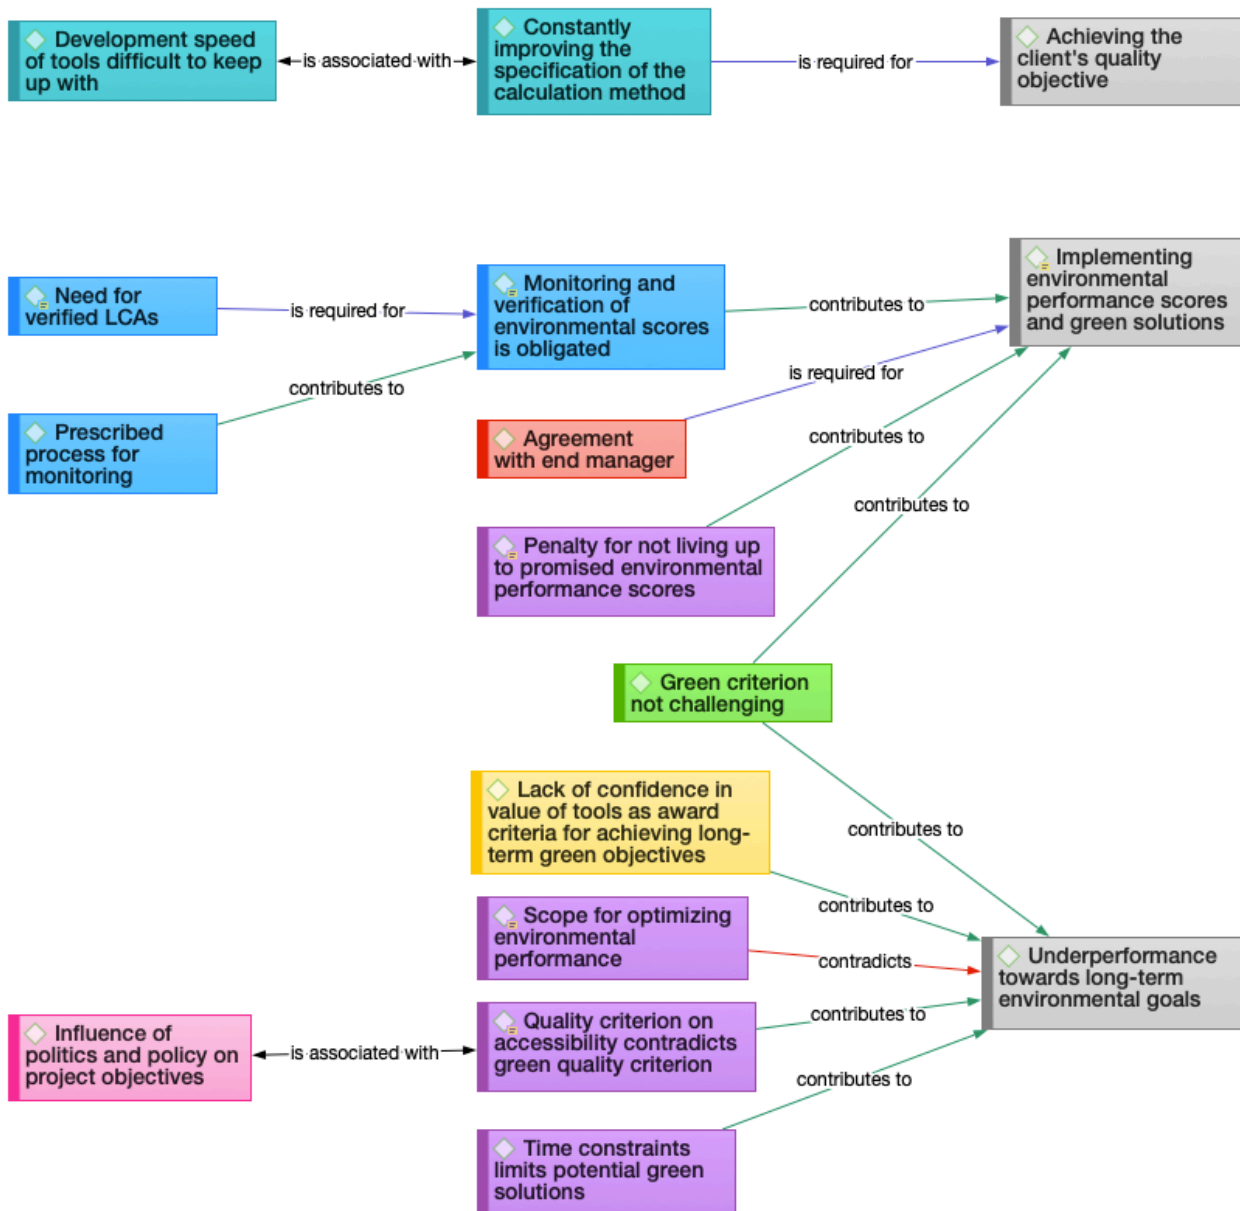 Development speed
of tools difficult to keep
up with
is associated with
Constantly
improving the
specification of the
calculation method
is required for
Achieving the
client's quality
objective
Need for
verified LCAs
is required for
Monitoring and
verification of
environmental scores
is obligated
contributes to
Implementing
environmental
performance scores
and green solutions
Prescribed
process for
monitoring
contributes to
Agreement
with end manager
is required for
Penalty for not living up
to promised environmental
performance scores
contributes to
contributes to
Green criterion
not challenging
contributes to
Lack of confidence in
value of tools as award
criteria for achieving long-
term green objectives
contributes to
Scope for optimizing
environmental
performance
contradicts
Underperformance
towards long-term
environmental goals
Influence of
politics and policy on
project objectives
is associated with
Quality criterion on
accessibility contradicts
green quality criterion
contributes to
Time constraints
limits potential green
solutions
contributes to